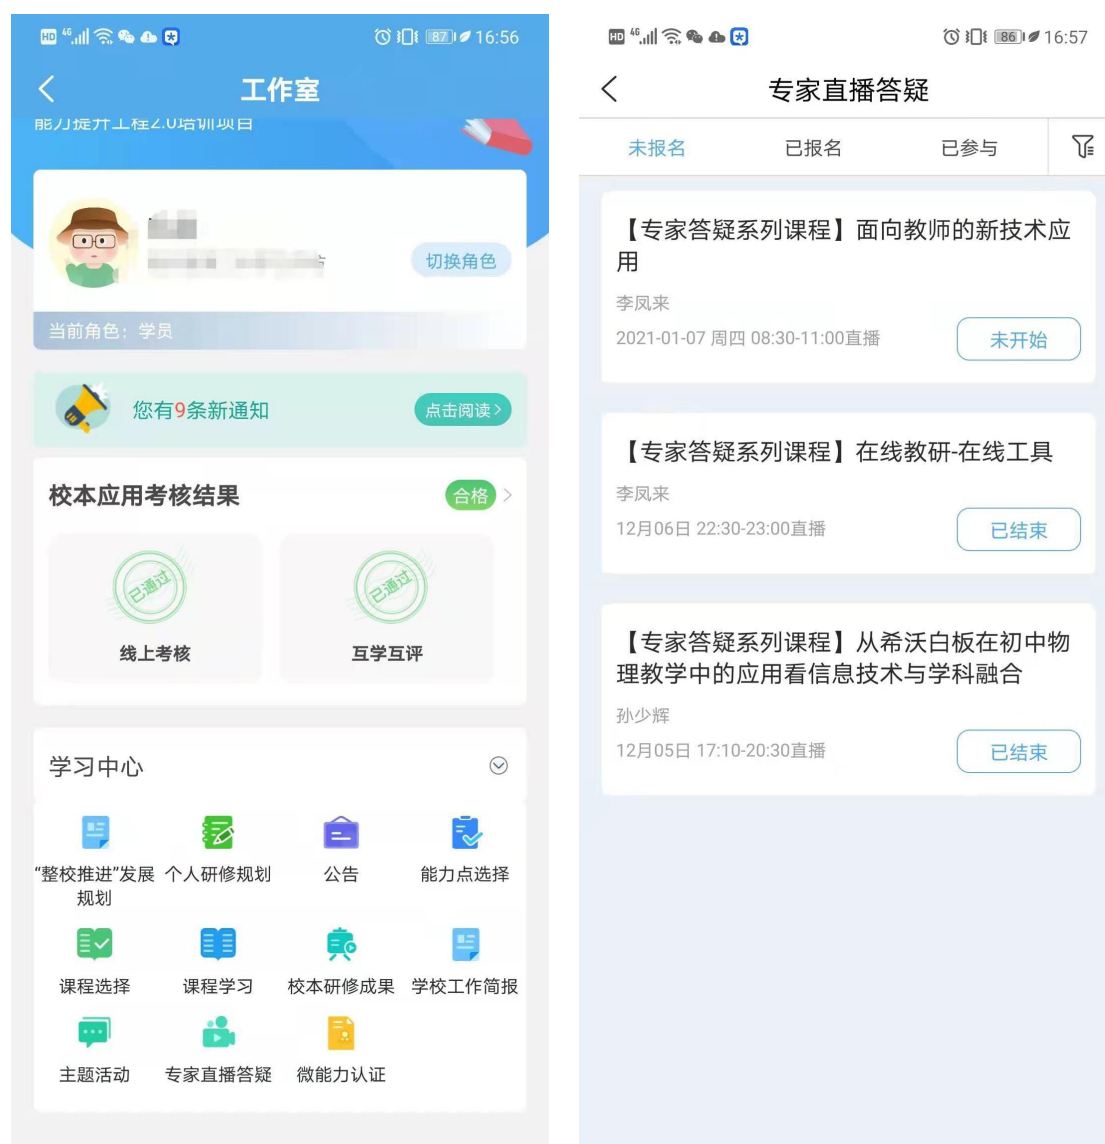 HD 4G 87 16:56
工作室
能力提升工程2.0培训项目
切换角色
当前角色：学员
您有9条新通知
点击阅读>
校本应用考核结果
合格
已通过
已通过
线上考核
互学互评
学习中心
“整校推进”发展规划
个人研修规划
公告
能力点选择
课程选择
课程学习
校本研修成果
学校工作简报
主题活动
专家直播答疑
微能力认证
HD 4G 86 16:57
专家直播答疑
未报名
已报名
已参与
【专家答疑系列课程】面向教师的新技术应
用
李凤来
2021-01-07 周四 08:30-11:00直播
未开始
【专家答疑系列课程】在线教研-在线工具
李凤来
12月06日 22:30-23:00直播
已结束
【专家答疑系列课程】从希沃白板在初中物
理教学中的应用看信息技术与学科融合
孙少辉
12月05日 17:10-20:30直播
已结束